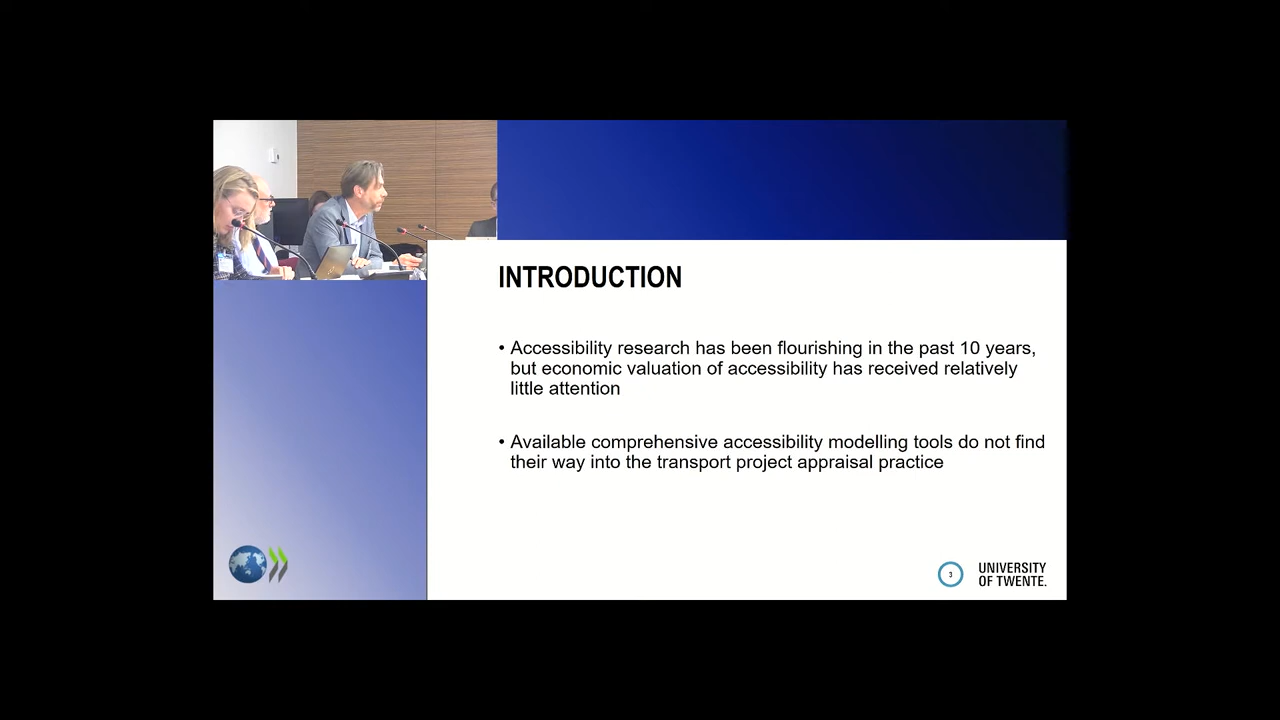 INTRODUCTION
• Accessibility research has been flourishing in the past 10 years,
but economic valuation of accessibility has received relatively
little attention
• Available comprehensive accessibility modelling tools do not find
their way into the transport project appraisal practice
3
UNIVERSITY
OF TWENTE.